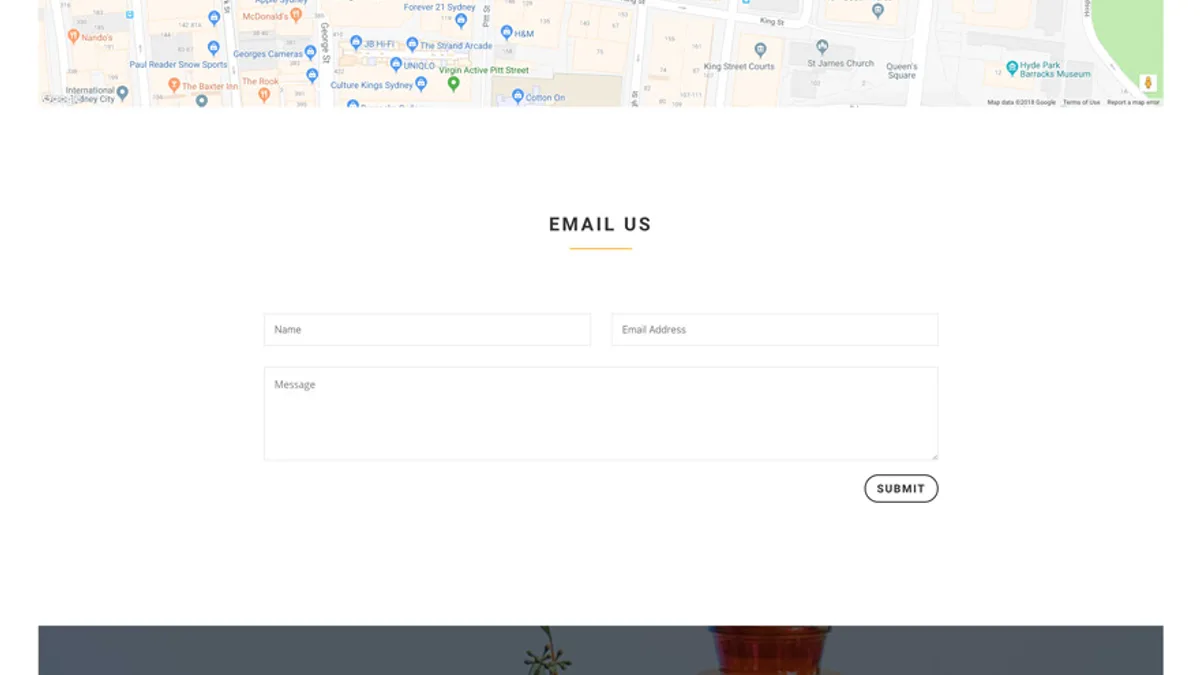 Apple Sydney
Forever 21 Sydney
McDonald's
Pitt St
King St
Nando's
George St
H&M
JB HI-FI
The Strand Arcade
Georges Cameras
Paul Reader Snow Sports
UNIQLO
Virgin Active Pitt Street
King Street Courts
St James Church
Queen's
Square
Hyde Park
Barracks Museum
The Rook
The Baxter Inn
Culture Kings Sydney
International
Cotton On
Map data ©2018 Google
Terms of Use
Report a map error
EMAIL US
Name
Email Address
Message
SUBMIT